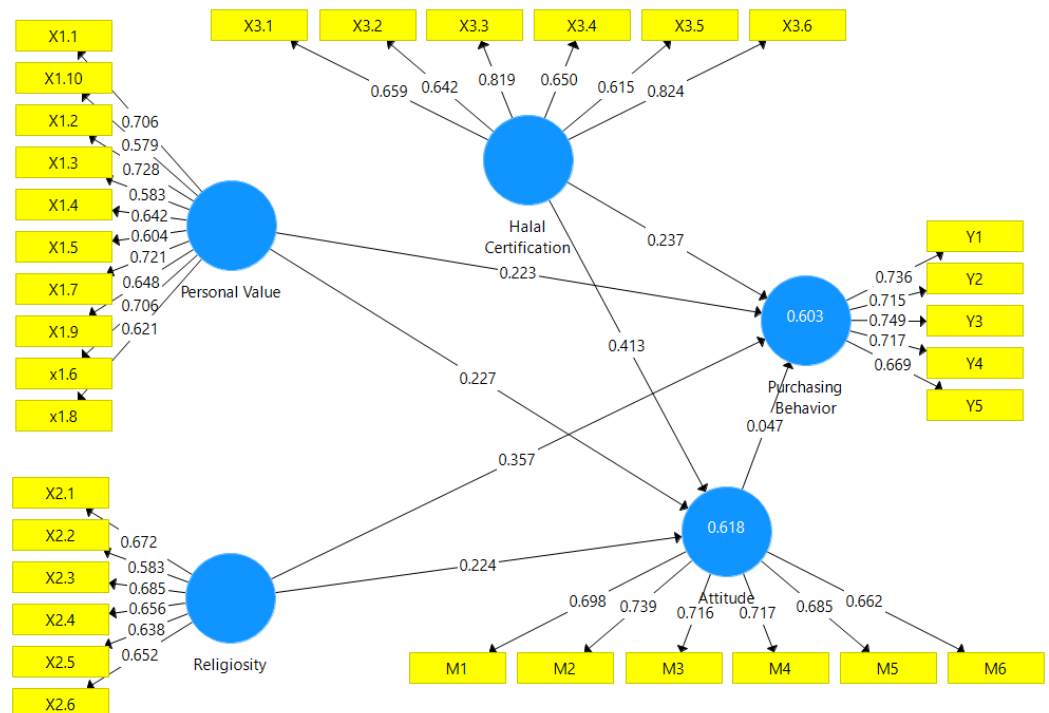 X3.1
X3.2
X3.3
X3.4
X3.5
X3.6
0.659
0.642
0.819
0.650
0.615
0.824
Halal
Certification
X1.1
X1.10
X1.2
X1.3
X1.4
X1.5
X1.7
X1.9
x1.6
x1.8
0.706
0.579
0.728
0.583
0.642
0.604
0.721
0.648
0.706
0.621
Personal Value
0.237
0.223
0.413
0.227
0.357
0.224
0.047
0.603
Purchasing
Behavior
0.736
0.715
0.749
0.717
0.669
Y1
Y2
Y3
Y4
Y5
X2.1
X2.2
X2.3
X2.4
X2.5
X2.6
0.672
0.583
0.685
0.656
0.638
0.652
Religiosity
0.618
Attitude
0.698
0.739
0.716
0.717
0.685
0.662
M1
M2
M3
M4
M5
M6